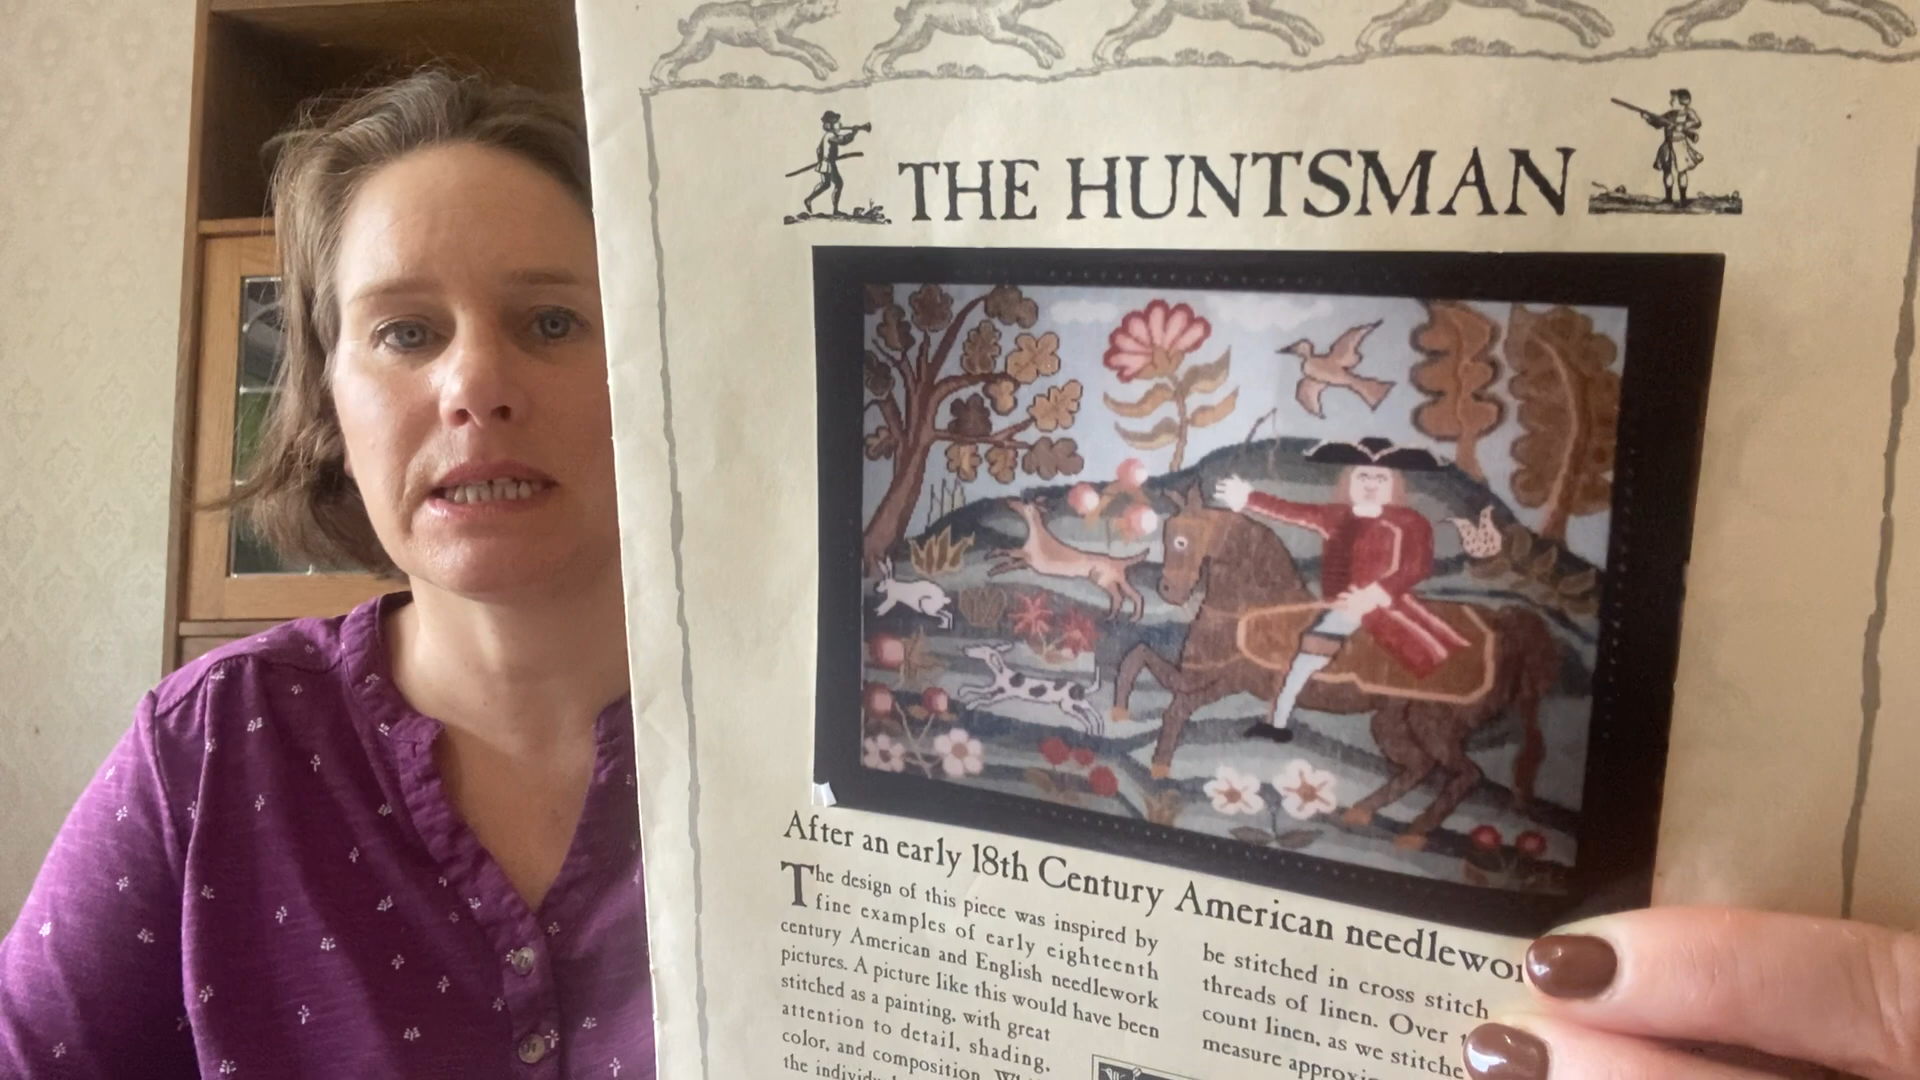 THE HUNTSMAN
After an early 18th Century American
The design of this piece was inspired by
fine examples of early eighteenth
century American and English needlework
pictures. A picture like this would have been
stitched as a painting, with great
attention to detail, shading,
color, and composition.
the
be stitched in cross stitch
threads of linen. Over
count linen, as we
measure